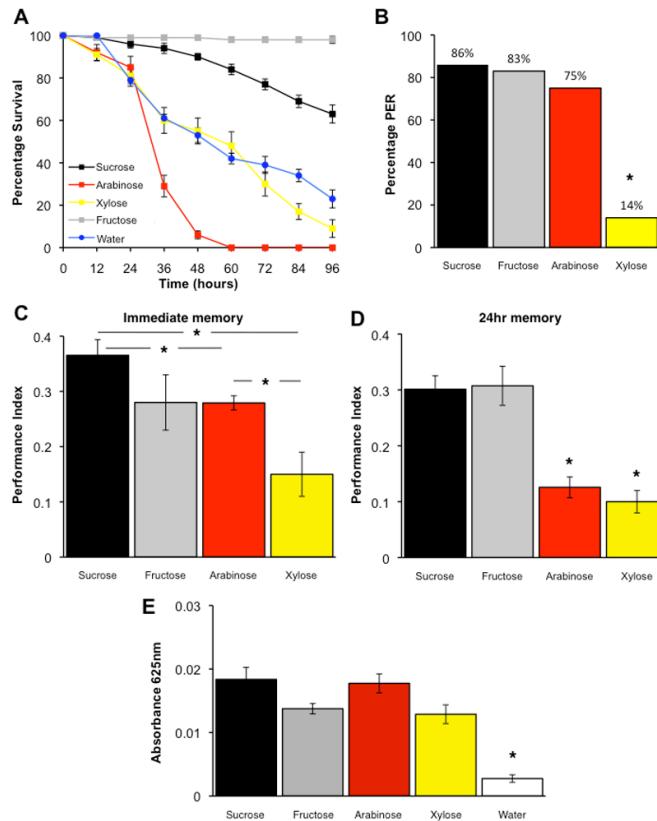 A
Percentage Survival
100
80
60
40
20
0
Sucrose
Arabinose
Xylose
Fructose
Water
0 12 24 36 48 60 72 84 96
Time (hours)
B
Percentage PER
100
80
60
40
20
0
86%
83%
75%
*
14%
Sucrose Fructose Arabinose Xylose
C
Immediate memory
Performance Index
0.4
0.3
0.2
0.1
0
*
*
*
Sucrose Fructose Arabinose Xylose
D
24hr memory
Performance Index
0.4
0.3
0.2
0.1
0
*
*
Sucrose Fructose Arabinose Xylose
E
Absorbance 625nm
0.03
0.02
0.01
0
*
Sucrose Fructose Arabinose Xylose Water